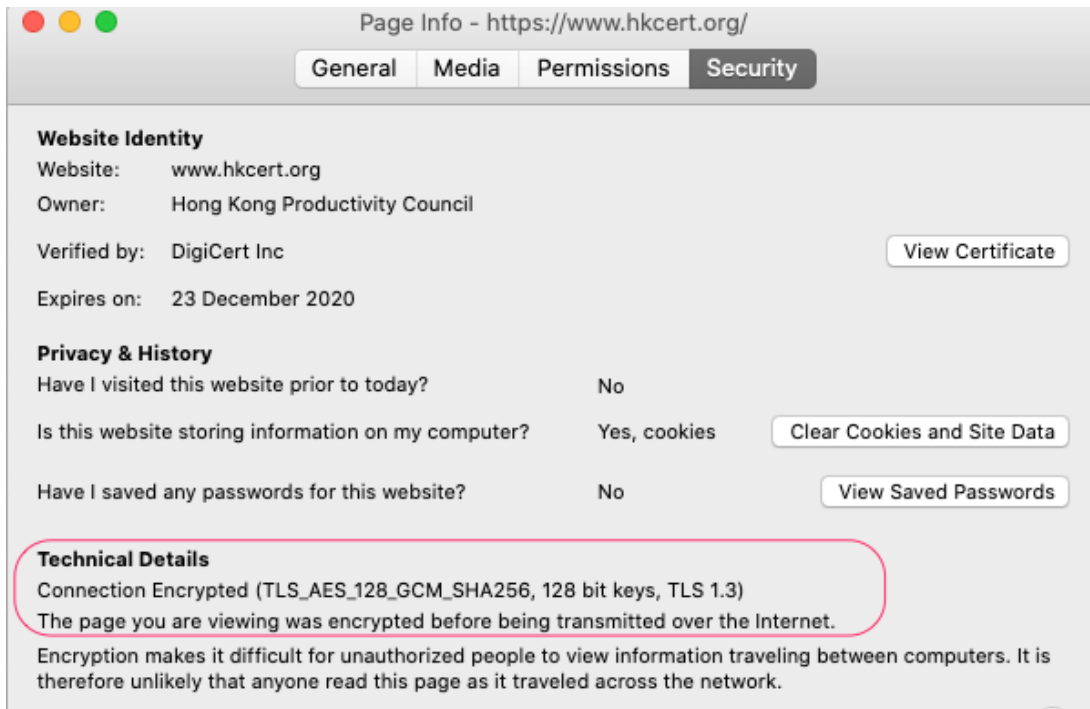 Page Info - https://www.hkcert.org/
General Media Permissions Security
Website Identity
Website: www.hkcert.org
Owner: Hong Kong Productivity Council
Verified by: DigiCert Inc View Certificate
Expires on: 23 December 2020
Privacy & History
Have I visited this website prior to today? No
Is this website storing information on my computer? Yes, cookies Clear Cookies and Site Data
Have I saved any passwords for this website? No View Saved Passwords
Technical Details
Connection Encrypted (TLS_AES_128_GCM_SHA256, 128 bit keys, TLS 1.3)
The page you are viewing was encrypted before being transmitted over the Internet.
Encryption makes it difficult for unauthorized people to view information traveling between computers. It is
therefore unlikely that anyone read this page as it traveled across the network.